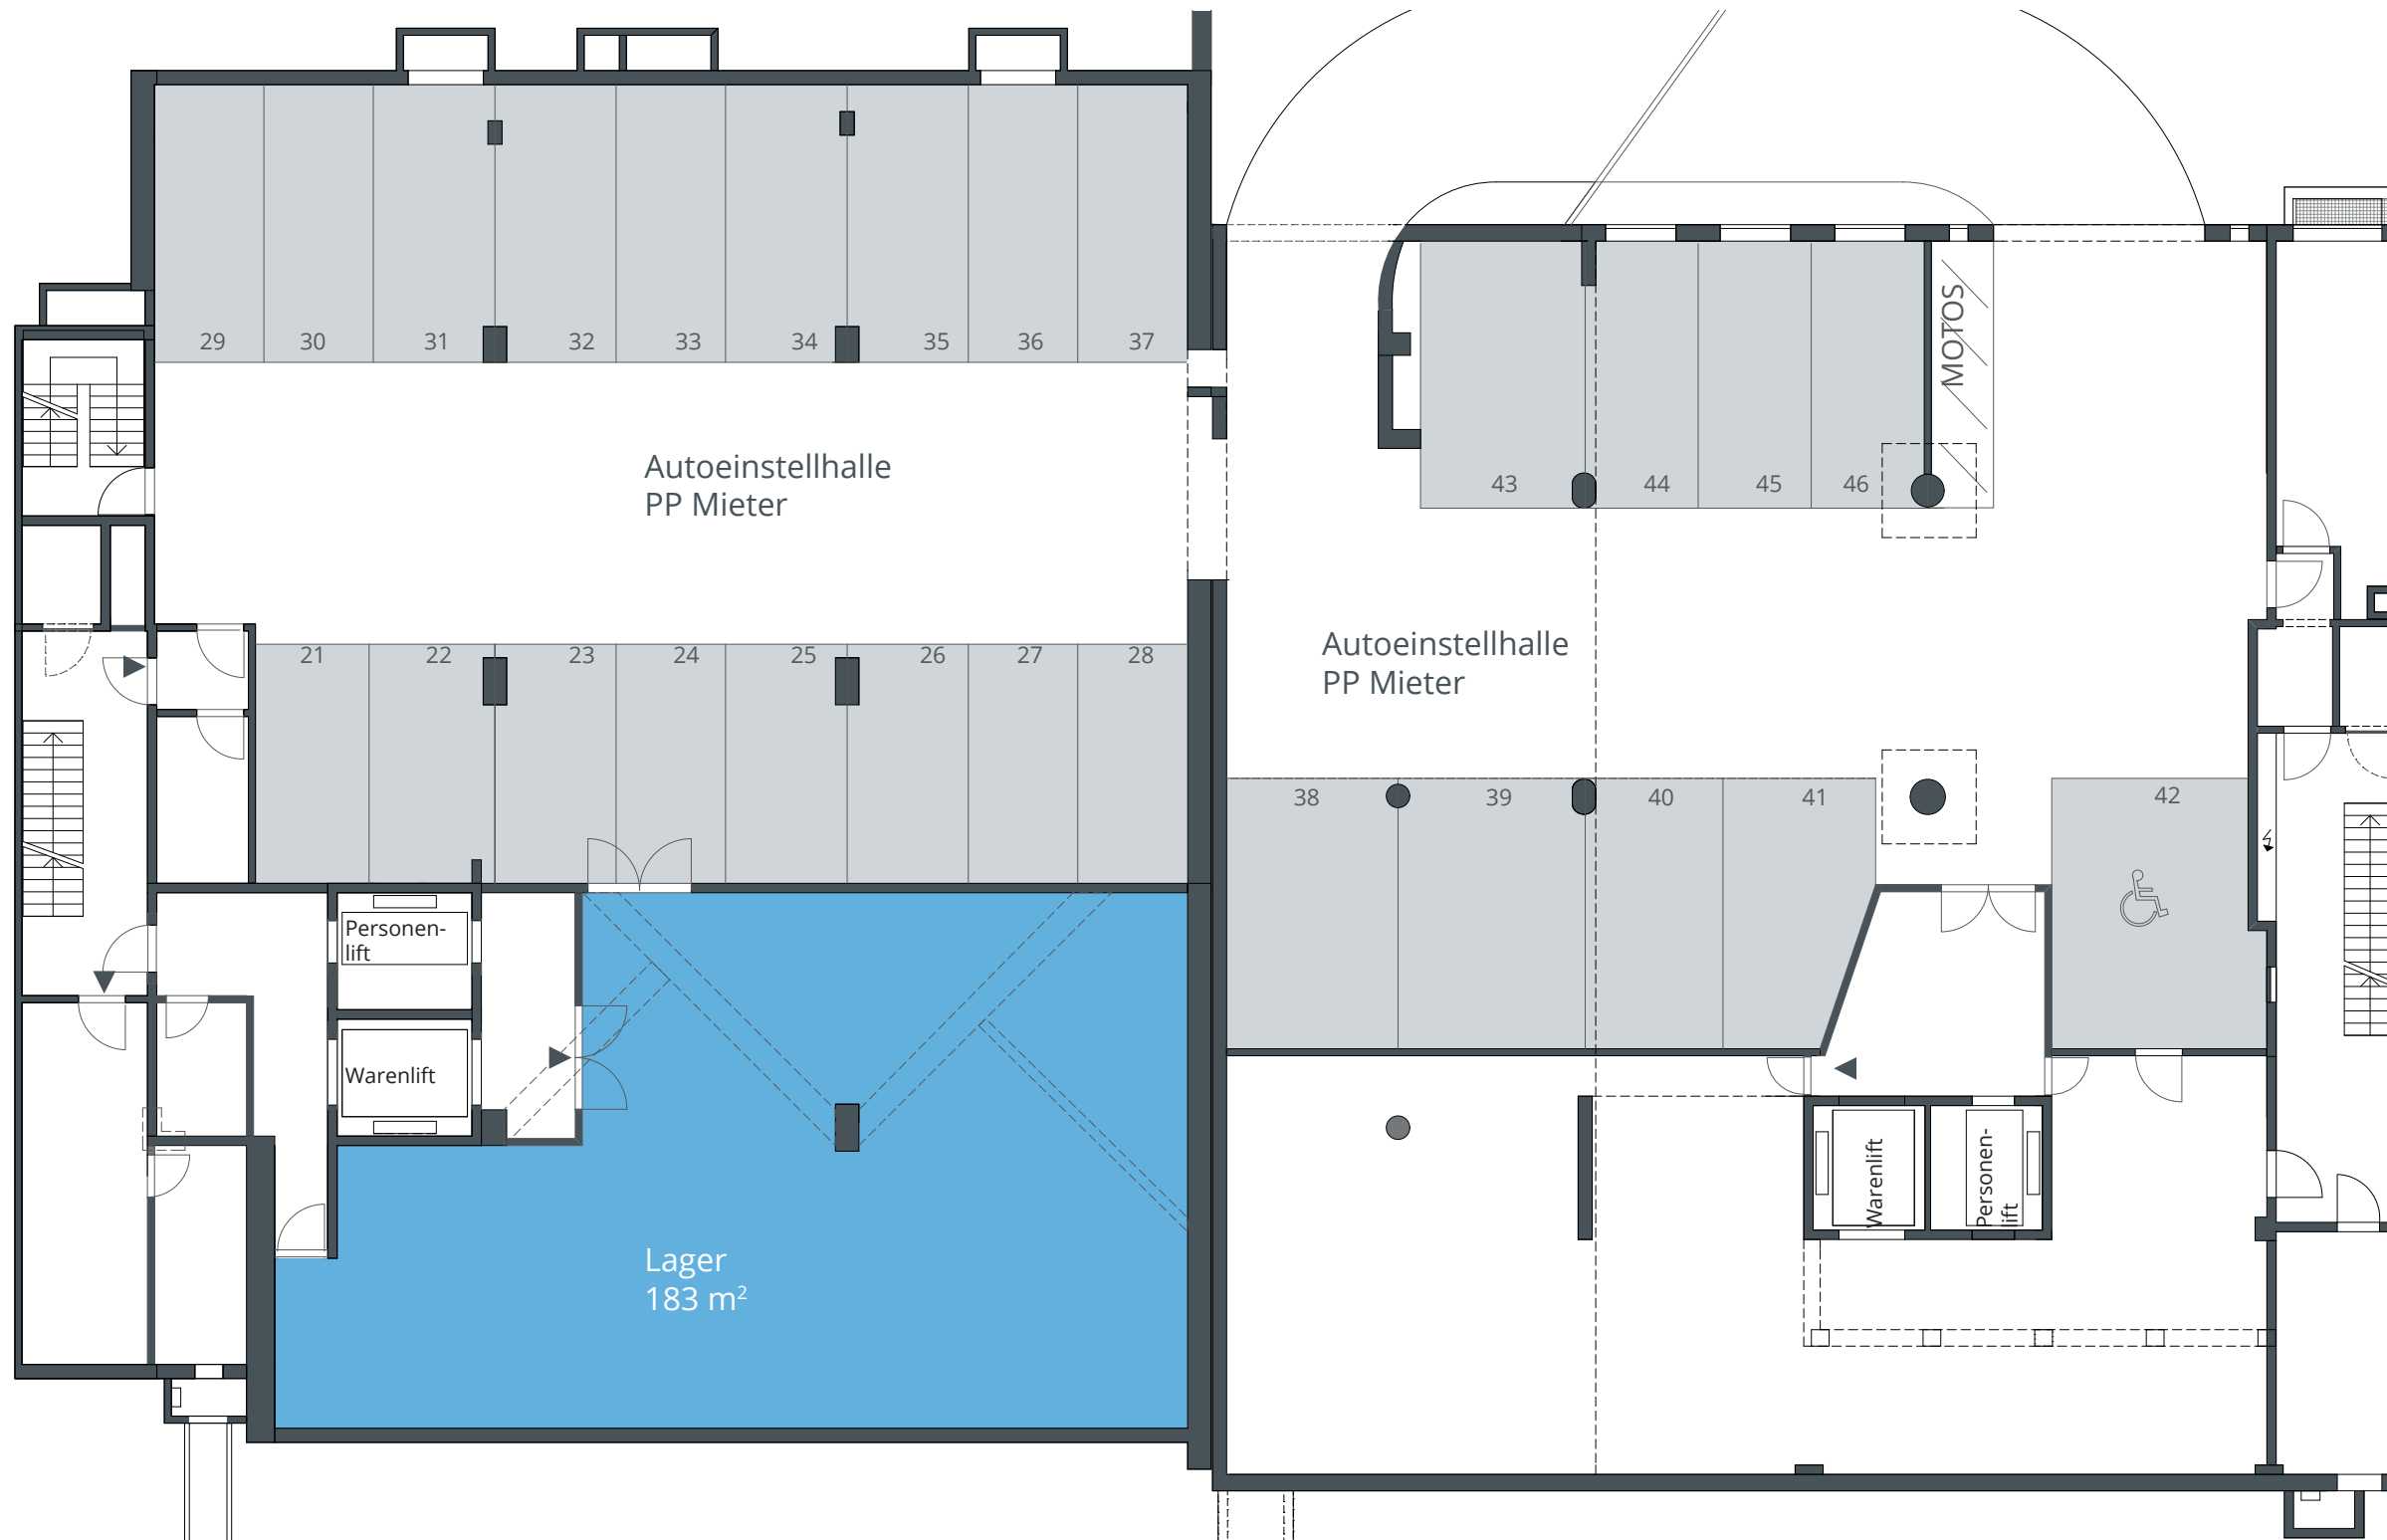 29 30 31 32 33 34 35 36 37
MOTOS
43 44 45 46
Autoeinstellhalle
PP Mieter
21 22 23 24 25 26 27 28
Autoeinstellhalle
PP Mieter
38 39 40 41 42
Personen-
lift
Warenlift
Warenlift
Personen-
lift
Lager
183 m²